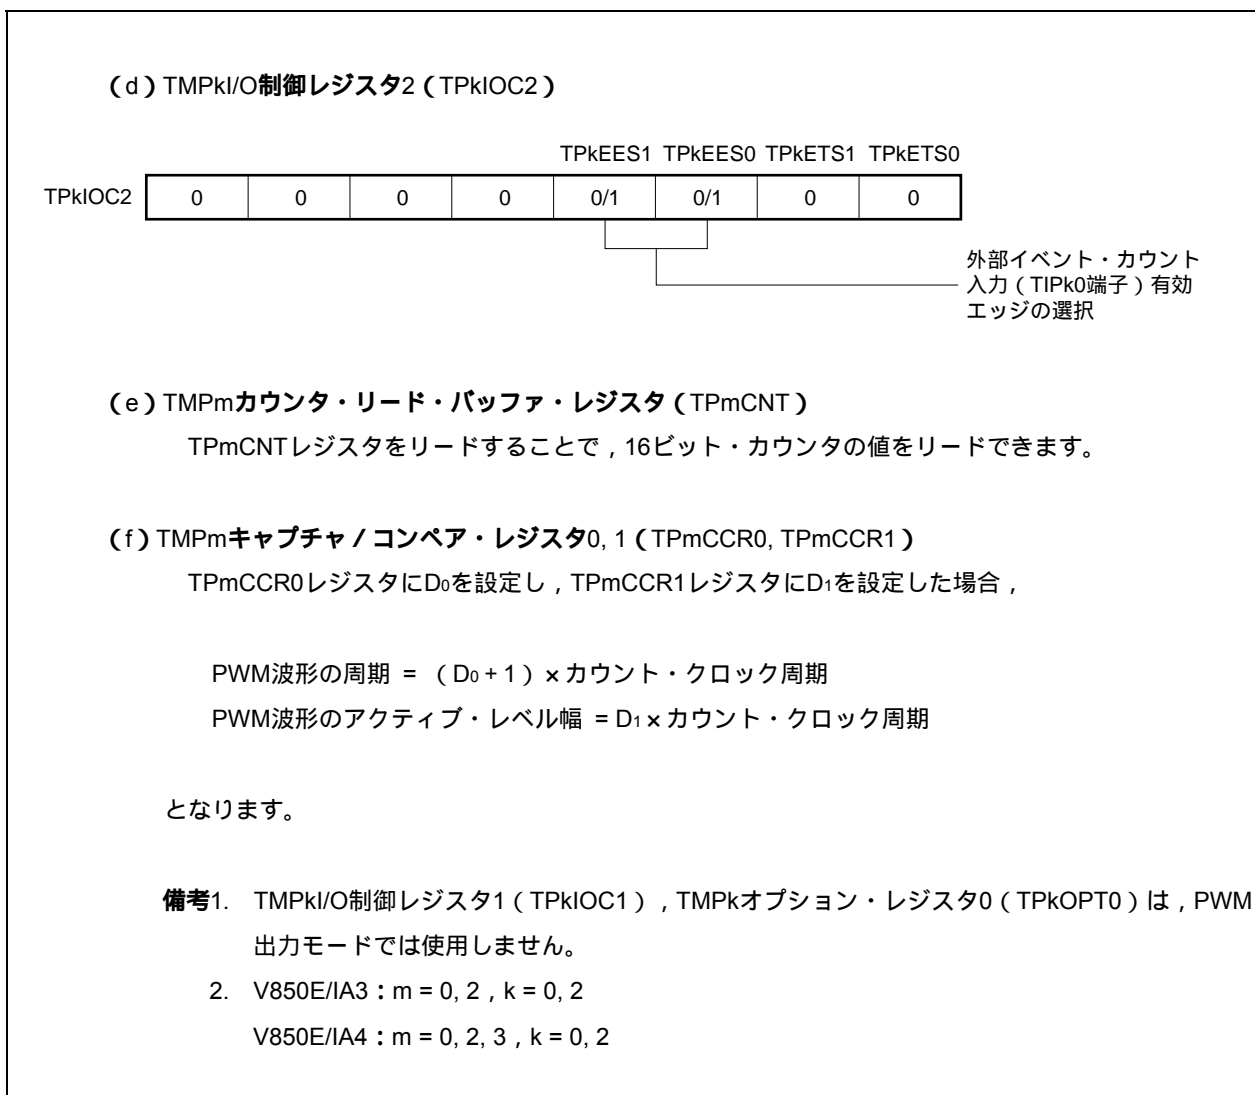 (d)TMPkI/O制御レジスタ2(TPkIOC2)
TPkEES1 TPkEES0 TPkETS1 TPkETS0
TPkIOC2 0 0 0 0 0/1 0/1 0 0
外部イベント・カウント
入力(TIPk0端子)有効
エッジの選択
(e)TMPmカウンタ・リード・バッファ・レジスタ(TPmCNT)
TPmCNTレジスタをリードすることで,16ビット・カウンタの値をリードできます。
(f)TMPmキャプチャ/コンペア・レジスタ0, 1(TPmCCR0, TPmCCR1)
TPmCCR0レジスタにD0を設定し,TPmCCR1レジスタにD1を設定した場合,
PWM波形の周期 = (D0+1)×カウント・クロック周期
PWM波形のアクティブ・レベル幅 = D1×カウント・クロック周期
となります。
備考1. TMPkI/O制御レジスタ1(TPkIOC1),TMPkオプション・レジスタ0(TPkOPT0)は,PWM
出力モードでは使用しません。
2. V850E/IA3:m = 0, 2,k = 0, 2
V850E/IA4:m = 0, 2, 3,k = 0, 2